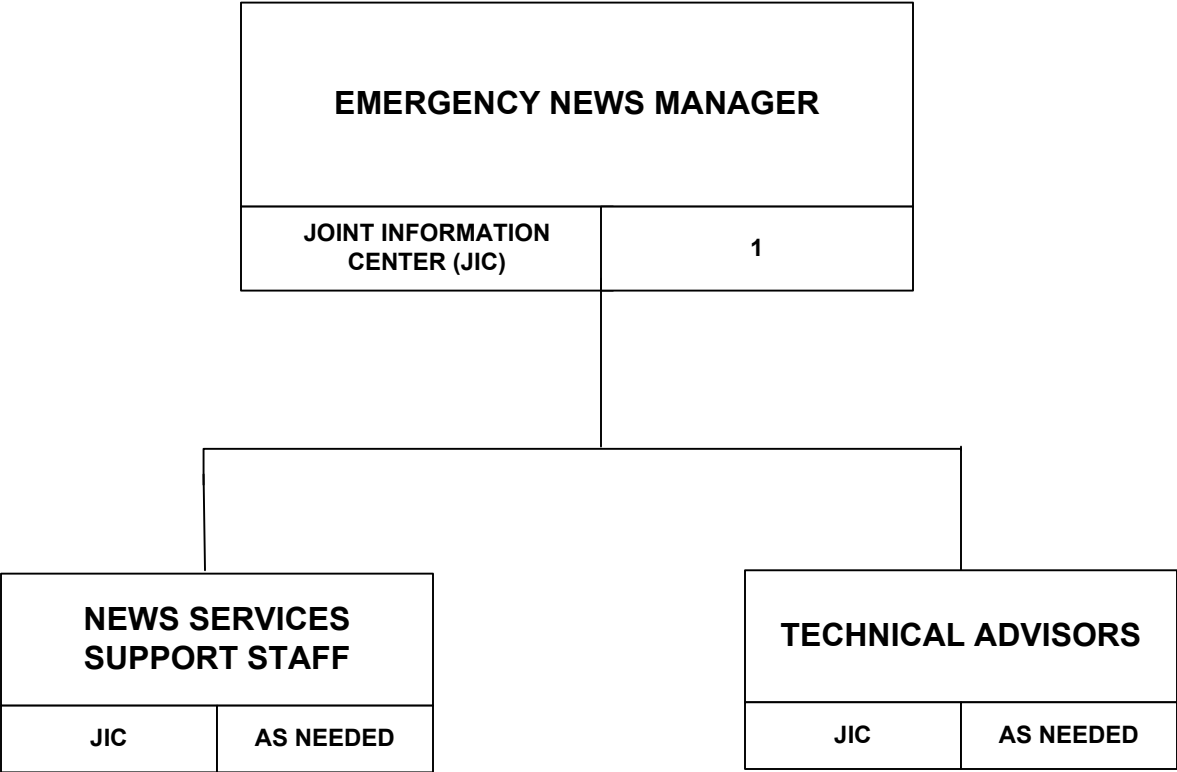 EMERGENCY NEWS MANAGER
JOINT INFORMATION
CENTER (JIC)
1
NEWS SERVICES
SUPPORT STAFF
JIC
AS NEEDED
TECHNICAL ADVISORS
JIC
AS NEEDED